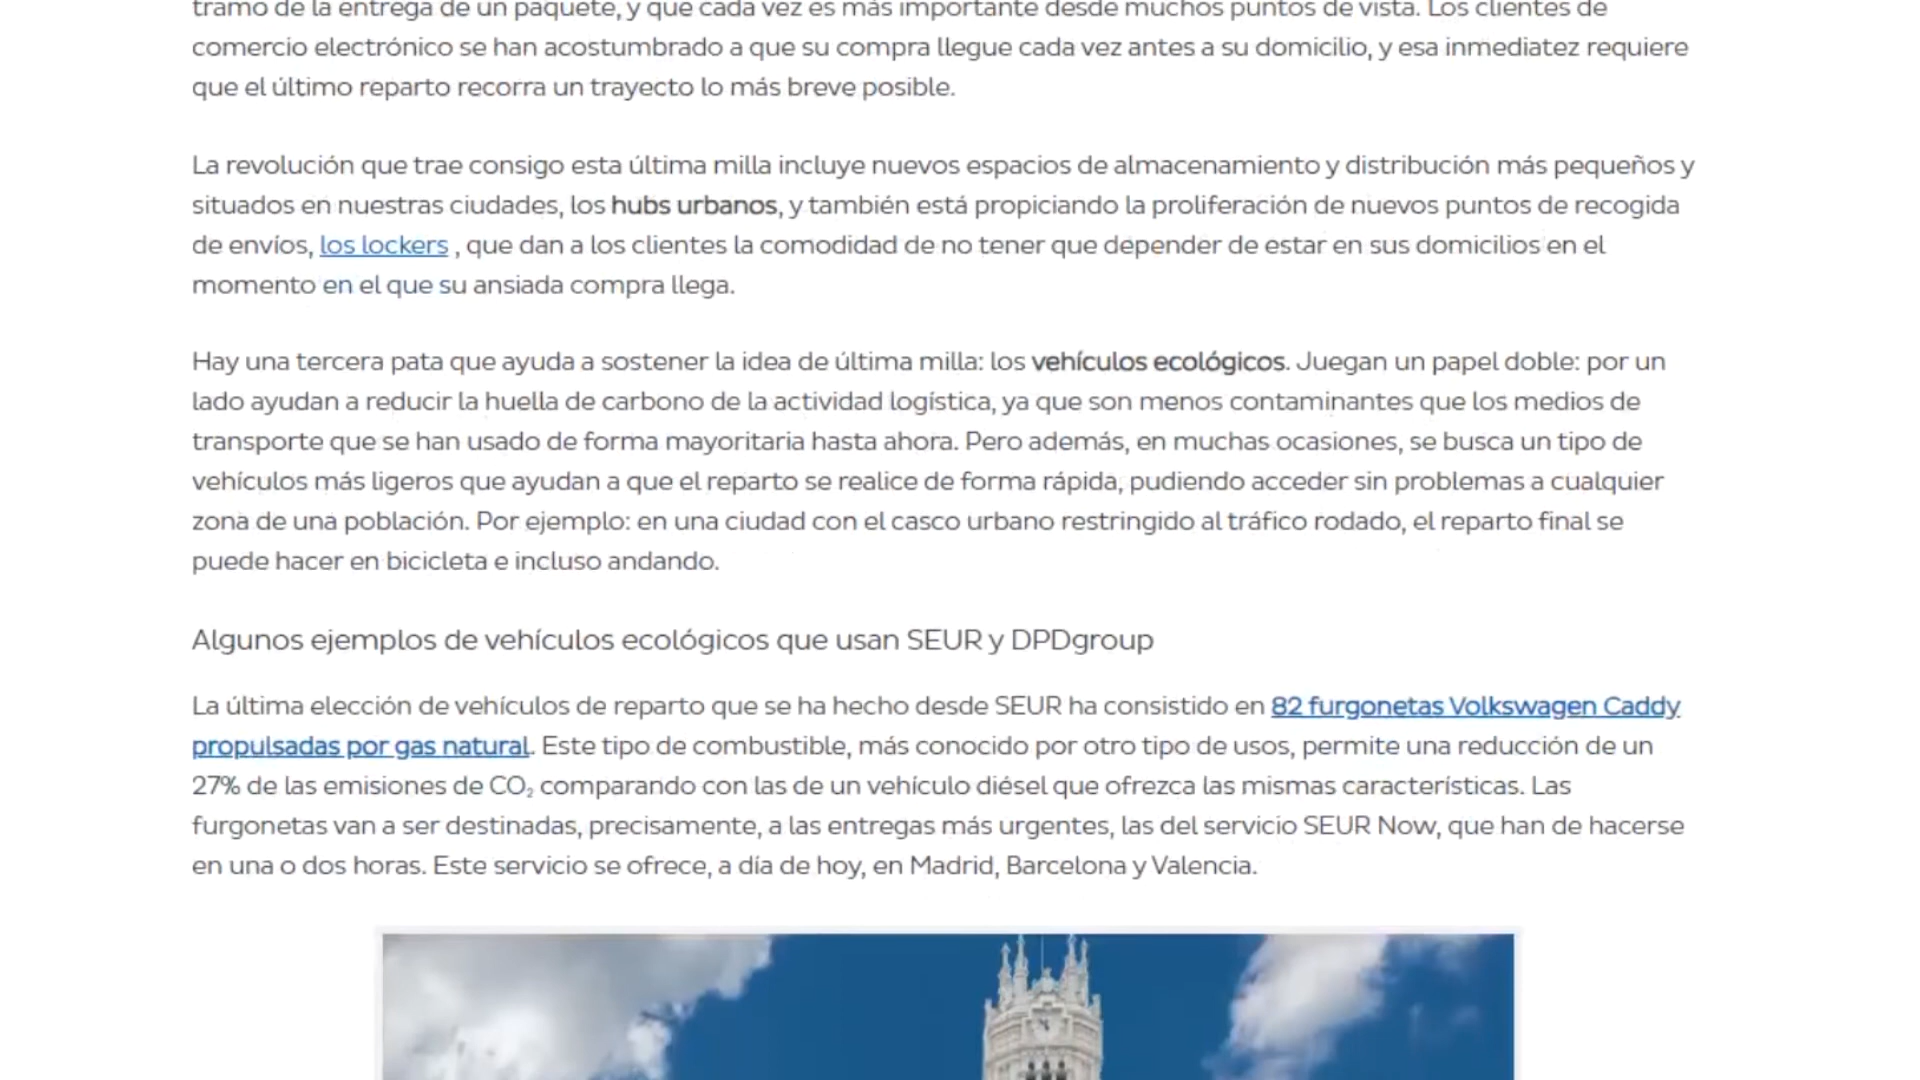 tramo de la entrega de un paquete, y que cada vez es más importante desde muchos puntos de vista. Los clientes de
comercio electrónico se han acostumbrado a que su compra llegue cada vez antes a su domicilio, y esa inmediatez requiere
que el último reparto recorra un trayecto lo más breve posible.
La revolución que trae consigo esta última milla incluye nuevos espacios de almacenamiento y distribución más pequeños y
situados en nuestras ciudades, los hubs urbanos, y también está propiciando la proliferación de nuevos puntos de recogida
de envíos, los lockers , que dan a los clientes la comodidad de no tener que depender de estar en sus domicilios en el
momento en el que su ansiada compra llega.
Hay una tercera pata que ayuda a sostener la idea de última milla: los vehículos ecológicos. Juegan un papel doble: por un
lado ayudan a reducir la huella de carbono de la actividad logística, ya que son menos contaminantes que los medios de
transporte que se han usado de forma mayoritaria hasta ahora. Pero además, en muchas ocasiones, se busca un tipo de
vehículos más ligeros que ayudan a que el reparto se realice de forma rápida, pudiendo acceder sin problemas a cualquier
zona de una población. Por ejemplo: en una ciudad con el casco urbano restringido al tráfico rodado, el reparto final se
puede hacer en bicicleta e incluso andando.
Algunos ejemplos de vehículos ecológicos que usan SEUR y DPDgroup
La última elección de vehículos de reparto que se ha hecho desde SEUR ha consistido en 82 furgonetas Volkswagen Caddy
propulsadas por gas natural. Este tipo de combustible, más conocido por otro tipo de usos, permite una reducción de un
27% de las emisiones de CO₂ comparando con las de un vehículo diésel que ofrezca las mismas características. Las
furgonetas van a ser destinadas, precisamente, a las entregas más urgentes, las del servicio SEUR Now, que han de hacerse
en una o dos horas. Este servicio se ofrece, a día de hoy, en Madrid, Barcelona y Valencia.